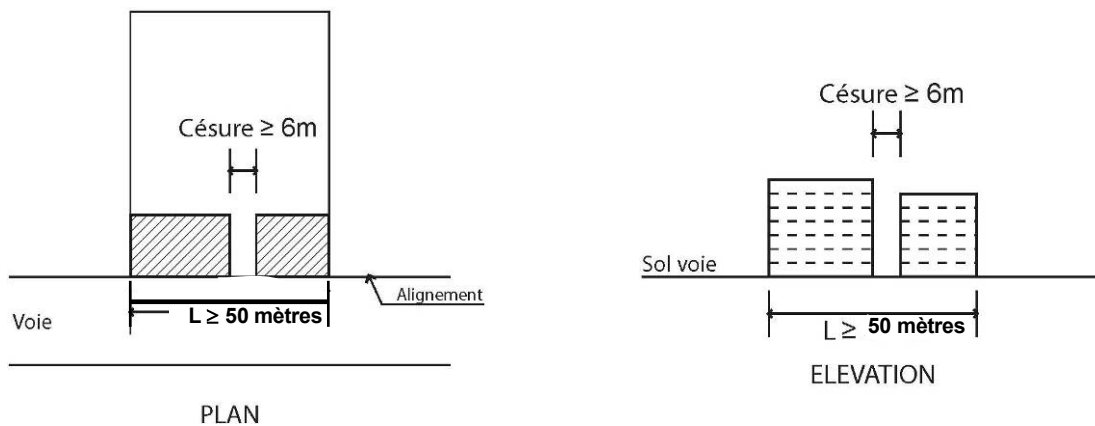 Césure ≥ 6m
Alignement
Voie
L ≥ 50 mètres
PLAN
Césure ≥ 6m
Sol voie
L ≥ 50 mètres
ELEVATION